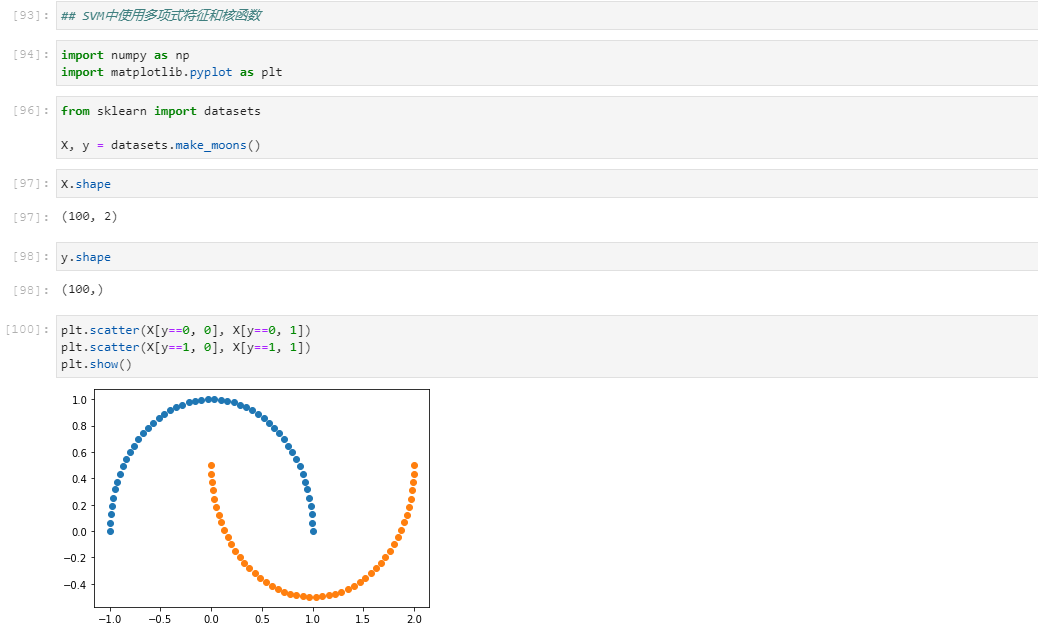 [93]: ## SVM中使用多项式特征和核函数
[94]: import numpy as np
import matplotlib.pyplot as plt
[96]: from sklearn import datasets
X, y = datasets.make_moons()
[97]: X.shape
[97]: (100, 2)
[98]: y.shape
[98]: (100,)
[100]: plt.scatter(X[y==0, 0], X[y==0, 1])
plt.scatter(X[y==1, 0], X[y==1, 1])
plt.show()
1.0
0.8
0.6
0.4
0.2
0.0
−0.2
−0.4
−1.0 −0.5 0.0 0.5 1.0 1.5 2.0